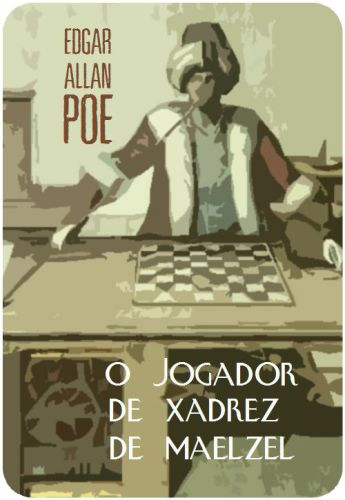 EDGAR
ALLAN
POE
O JOGADOR
DE XADREZ
DE MAELZEL